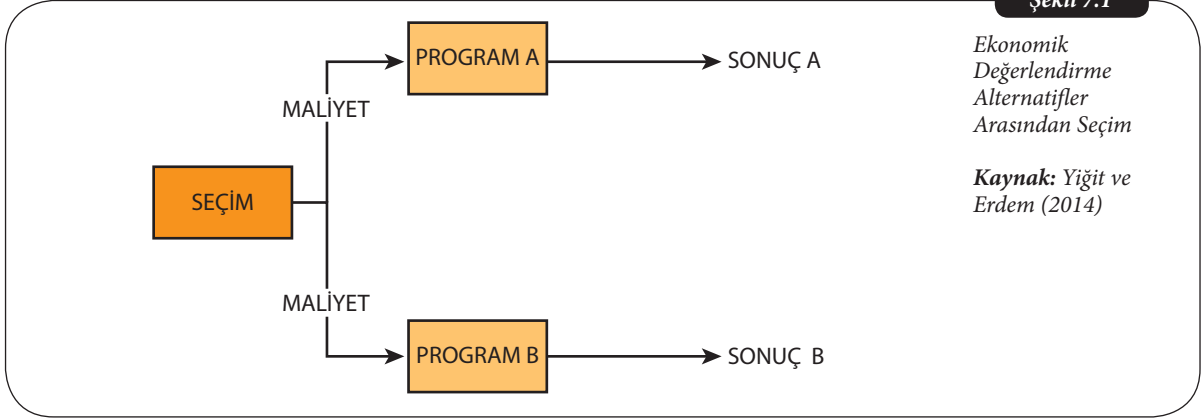 Şekil 7.1
PROGRAM A
SONUÇ A
MALİYET
SEÇİM
MALİYET
PROGRAM B
SONUÇ B
Ekonomik
Değerlendirme
Alternatifler
Arasından Seçim
Kaynak: Yiğit ve
Erdem (2014)